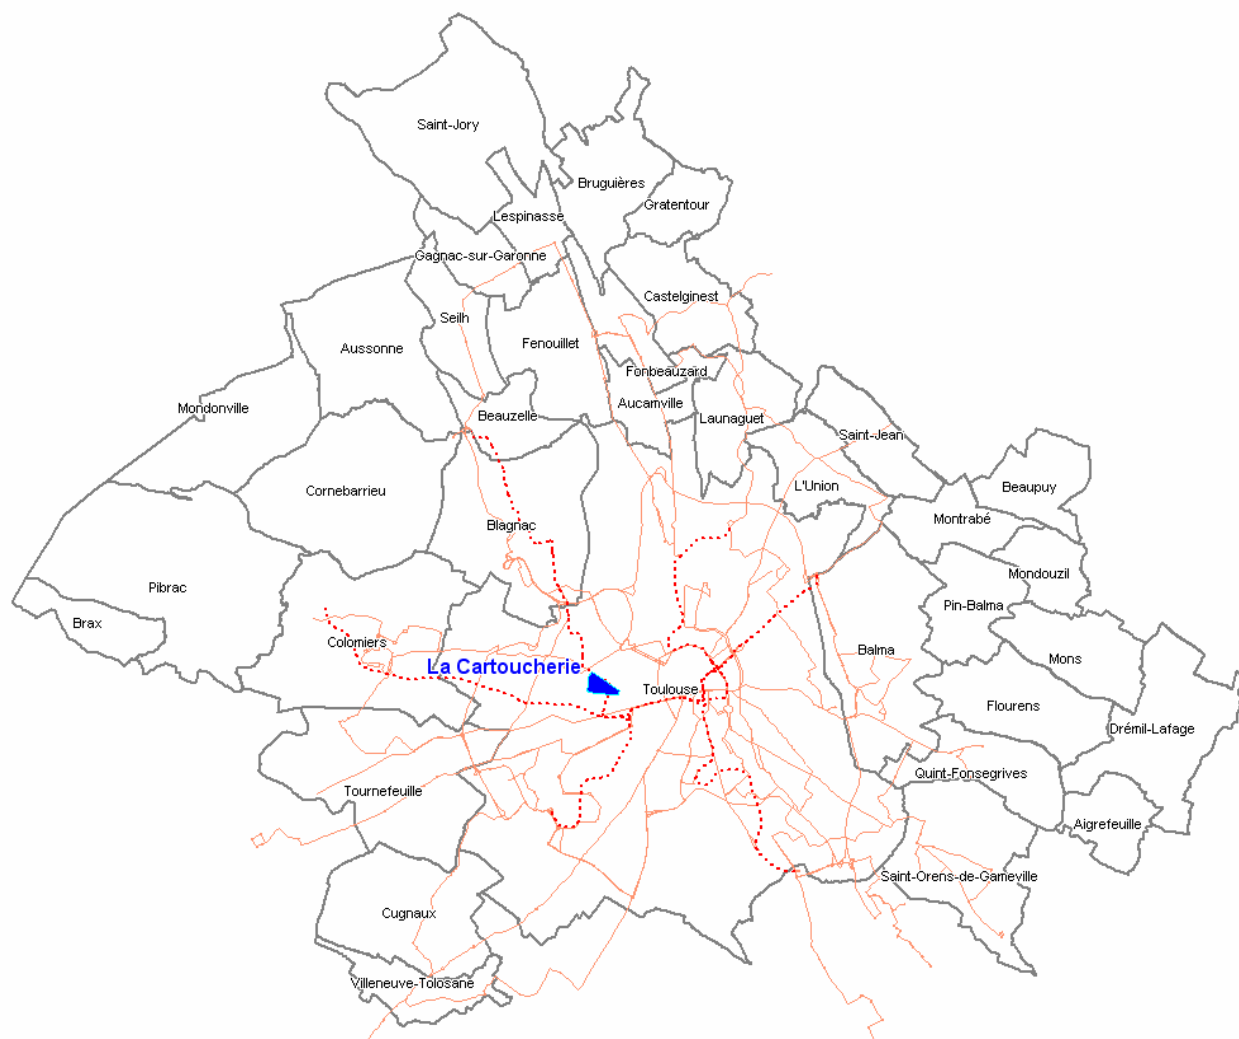 Saint-Jory
Bruguières
Gratentour
Lespinasse
Gagnac-sur-Garonne
Castelginest
Seilh
Fenouillet
Aussonne
Fonbeauzard
Mondonville
Beauzelle
Aucamville
Launaguet
Saint-Jean
L'Union
Beaupuy
Cornebarrieu
Montrabé
Blagnac
Mondouzil
Pibrac
Pin-Balma
Brax
Colomiers
Balma
Mons
La Cartoucherie
Toulouse
Flourens
Drémil-Lafage
Quint-Fonsegrives
Tournefeuille
Aigrefeuille
Saint-Orens-de-Gameville
Cugnaux
Villeneuve-Tolosane